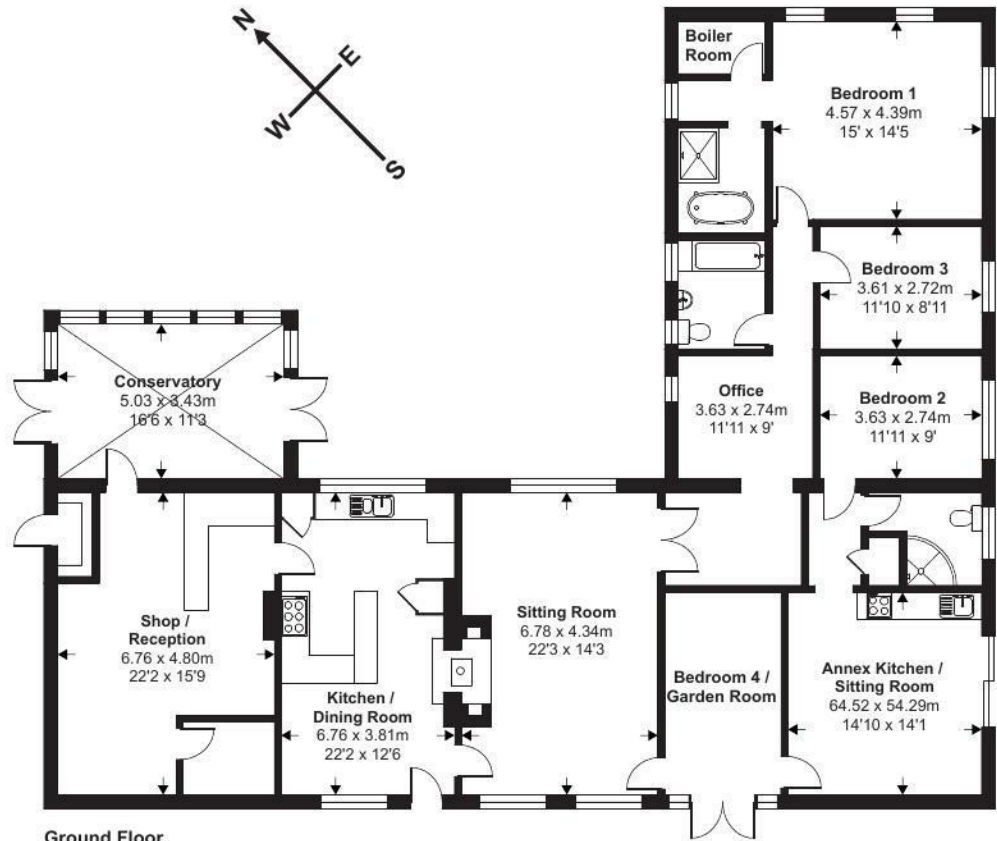 N
E
W
S
Boiler
Room
Bedroom 1
4.57 x 4.39m
15' x 14'5
Bedroom 3
3.61 x 2.72m
11'10 x 8'11
Conservatory
5.03 x 3.43m
16'6 x 11'3
Office
3.63 x 2.74m
11'11 x 9'
Bedroom 2
3.63 x 2.74m
11'11 x 9'
Shop /
Reception
6.76 x 4.80m
22'2 x 15'9
Kitchen /
Dining Room
6.76 x 3.81m
22'2 x 12'6
Sitting Room
6.78 x 4.34m
22'3 x 14'3
Bedroom 4 /
Garden Room
Annex Kitchen /
Sitting Room
64.52 x 54.29m
14'10 x 14'1
Ground Floor